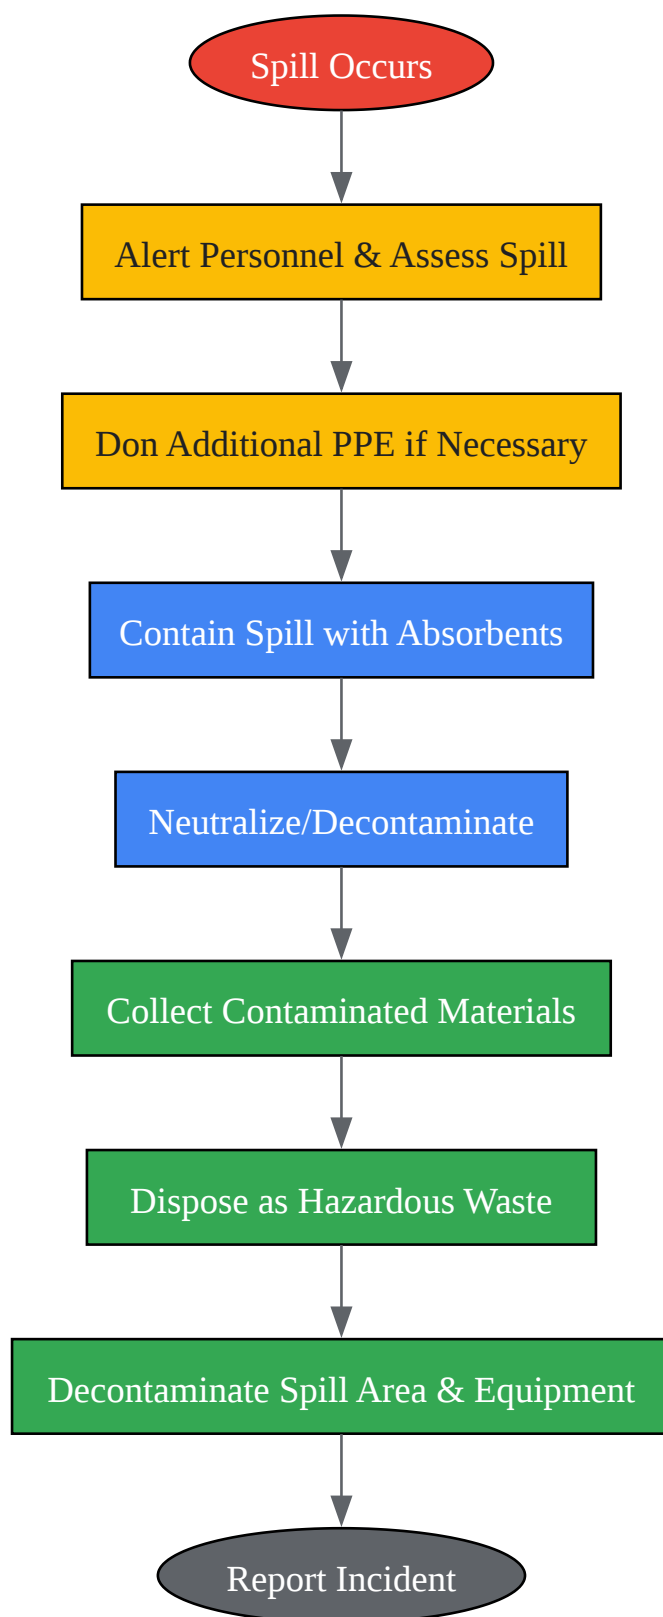 Spill Occurs
Alert Personnel & Assess Spill
Don Additional PPE if Necessary
Contain Spill with Absorbents
Neutralize/Decontaminate
Collect Contaminated Materials
Dispose as Hazardous Waste
Decontaminate Spill Area & Equipment
Report Incident